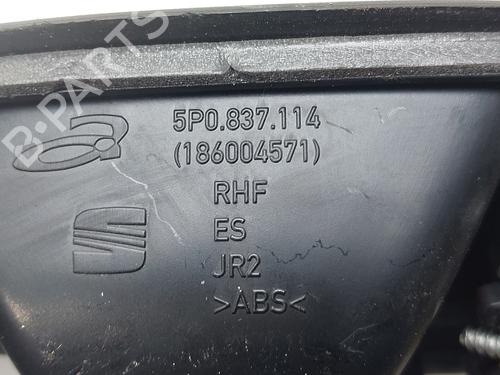 B-PARTS
5P0.837.114
(186004571)
RHF
ES
JR2
>ABS<